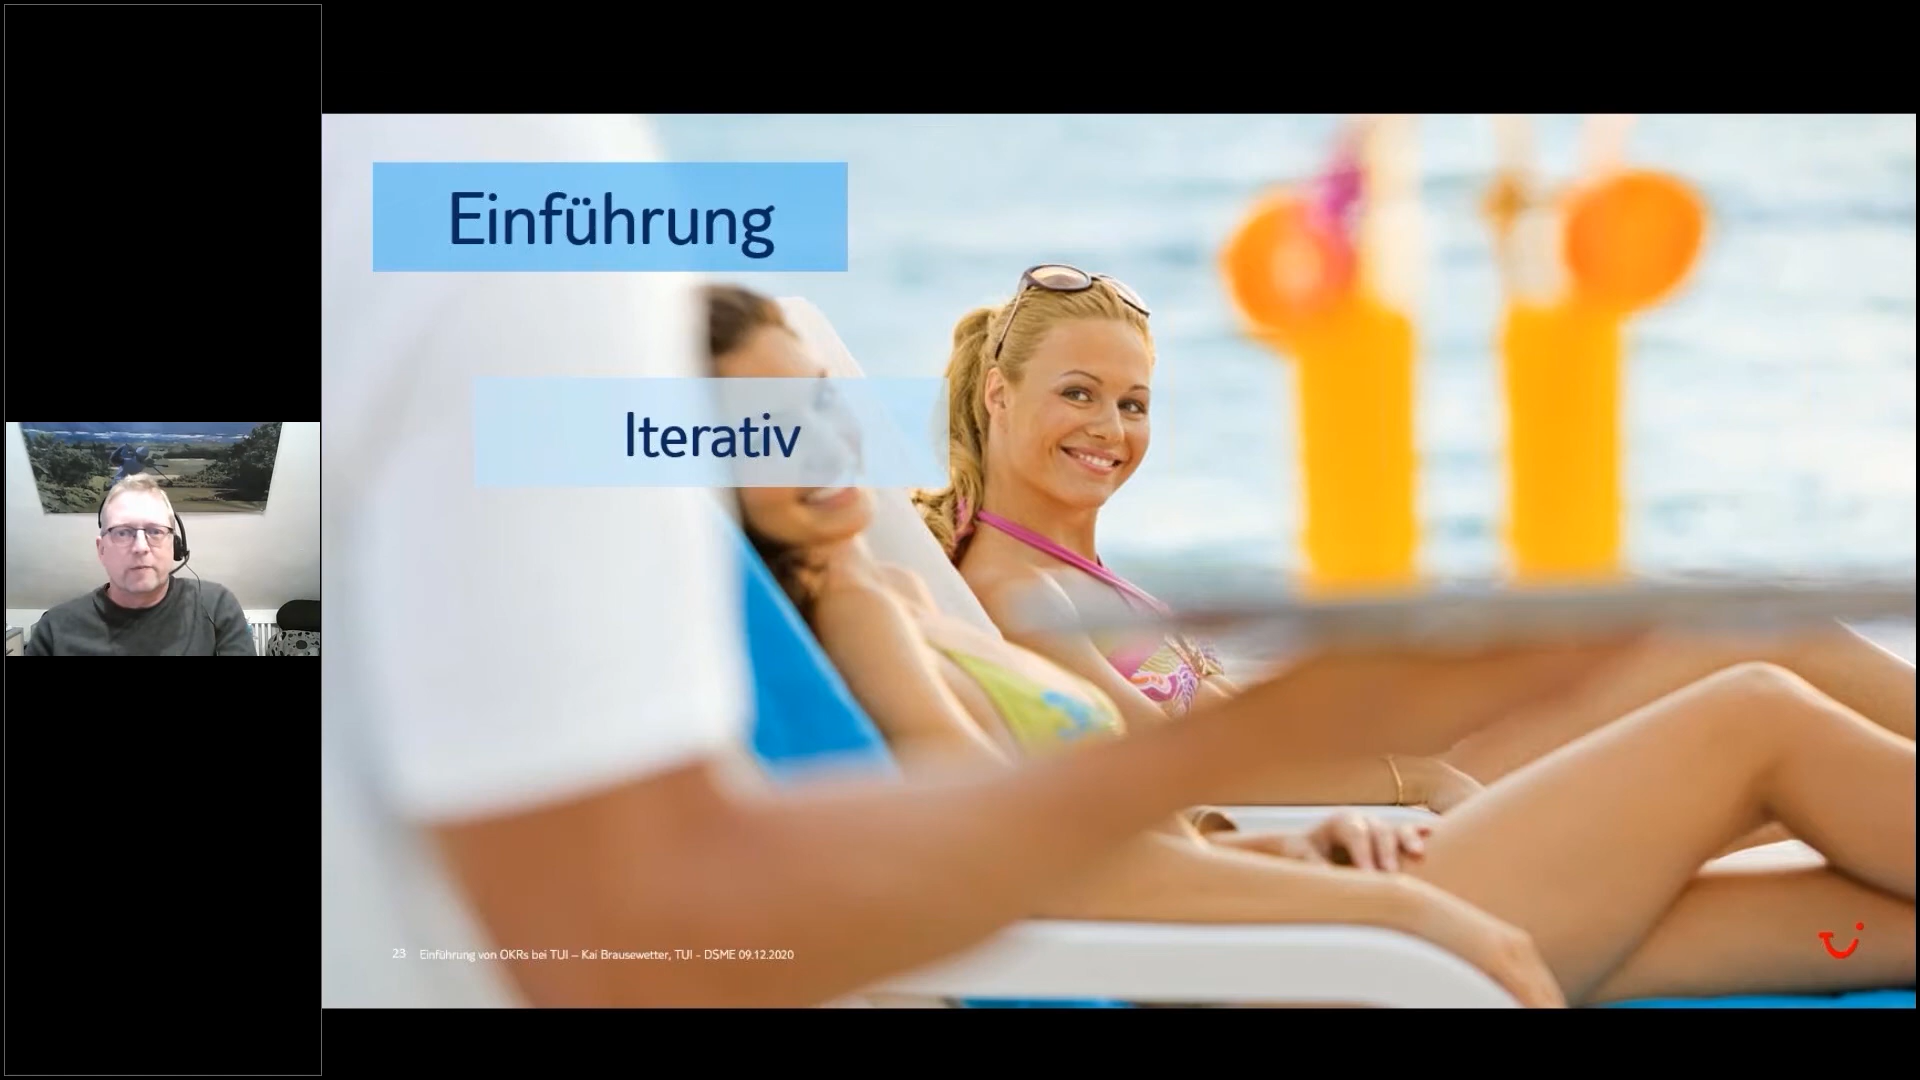 Einführung
Iterativ
23 Einführung von OKRs bei TUI – Kai Brausewetter, TUI - DSME 09.12.2020